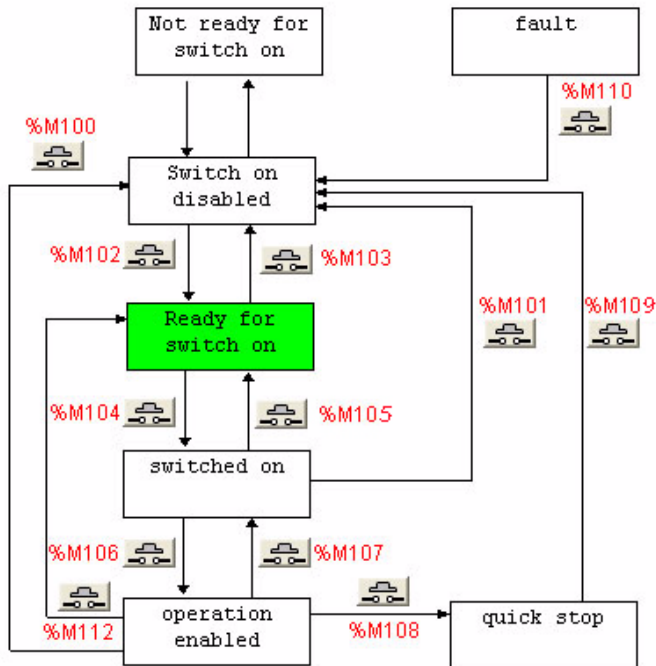 Not ready for
switch on
fault
%M110
%M100
Switch on
disabled
%M102
%M103
%M101
%M109
Ready for
switch on
%M104
%M105
switched on
%M106
%M107
operation
enabled
%M112
%M108
quick stop